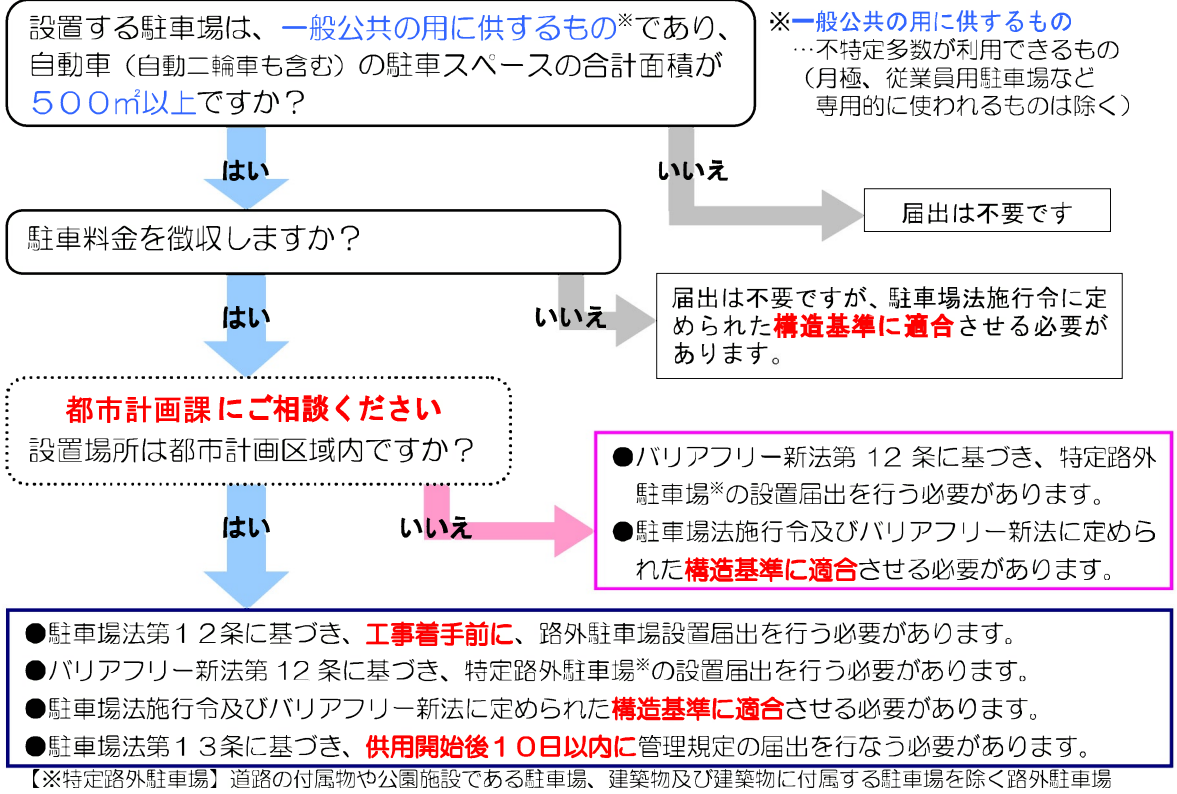 設置する駐車場は、一般公共の用に供するもの※であり、
自動車（自動二輪車も含む）の駐車スペースの合計面積が
５００㎡以上ですか？
※一般公共の用に供するもの
…不特定多数が利用できるもの
（月極、従業員用駐車場など
専用的に使われるものは除く）
はい
いいえ
届出は不要です
駐車料金を徴収しますか？
はい
いいえ
届出は不要ですが、駐車場法施行令に定
められた構造基準に適合させる必要が
あります。
都市計画課にご相談ください
設置場所は都市計画区域内ですか？
はい
いいえ
●バリアフリー新法第 12 条に基づき、特定路外
駐車場※の設置届出を行う必要があります。
●駐車場法施行令及びバリアフリー新法に定めら
れた構造基準に適合させる必要があります。
●駐車場法第１２条に基づき、工事着手前に、路外駐車場設置届出を行う必要があります。
●バリアフリー新法第 12 条に基づき、特定路外駐車場※の設置届出を行う必要があります。
●駐車場法施行令及びバリアフリー新法に定められた構造基準に適合させる必要があります。
●駐車場法第１３条に基づき、供用開始後１０日以内に管理規定の届出を行なう必要があります。
【※特定路外駐車場】道路の付属物や公園施設である駐車場、建築物及び建築物に付属する駐車場を除く路外駐車場